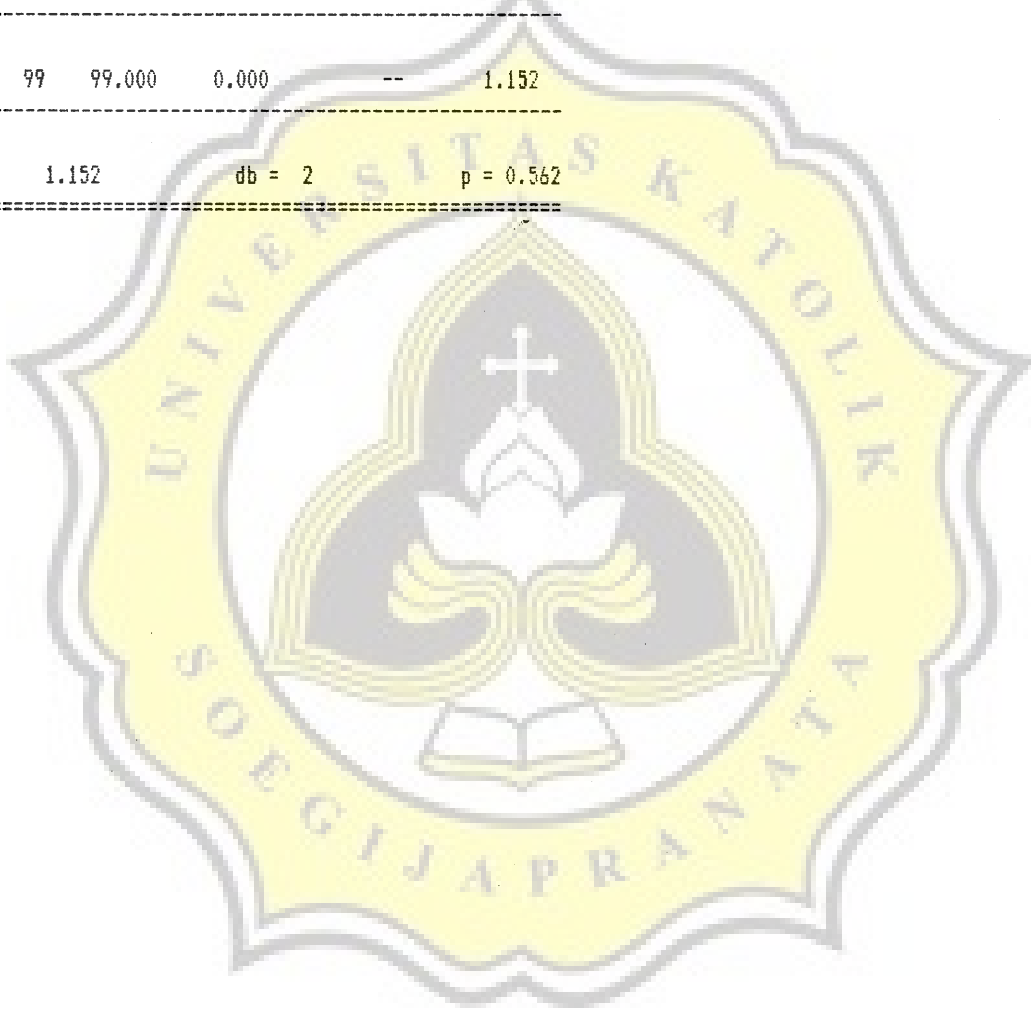 99 99.000 0.000 -- 1.152
1.152 db = 2 p = 0.562
UNIVERSITAS KATOLIK
SOEGIJAPRANATA